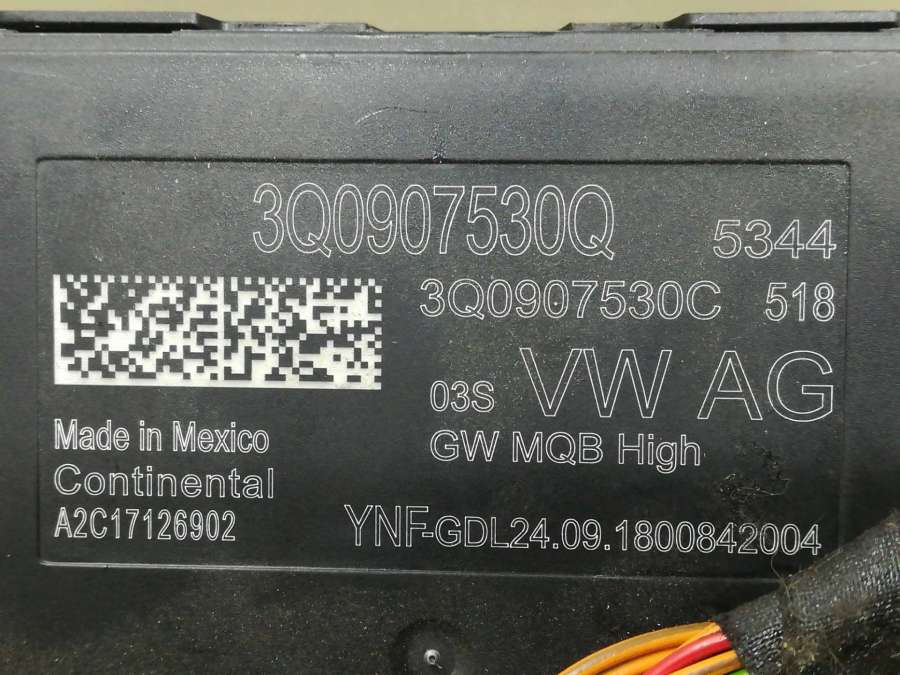 3Q0907530Q 5344
3Q0907530C 518
03S VW AG
GW MQB High
Made in Mexico
Continental
A2C17126902
YNF-GDL24.09.1800842004